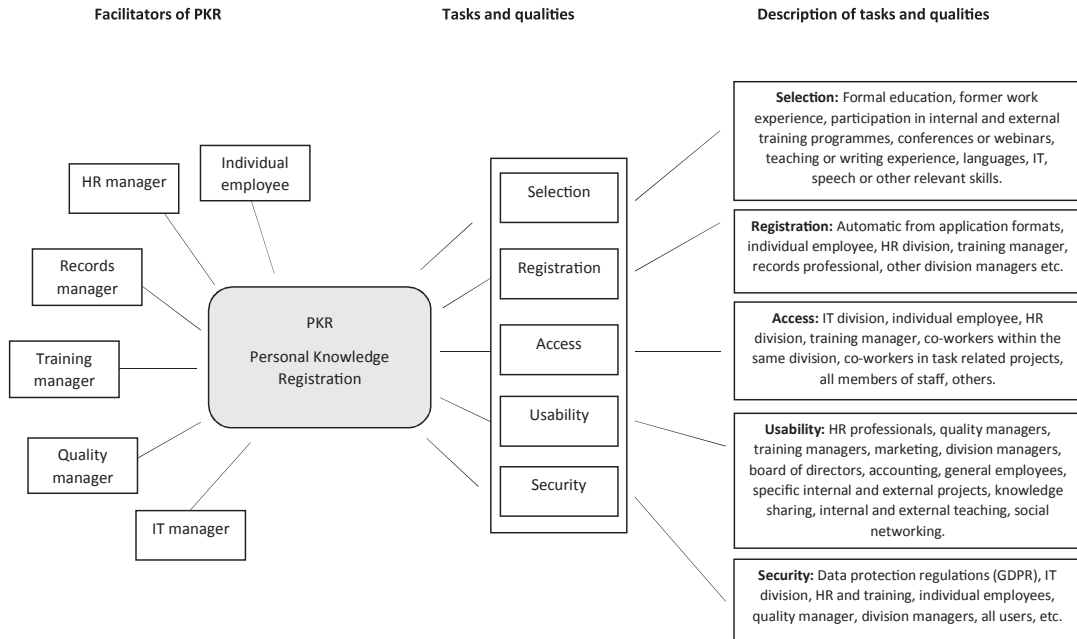 Facilitators of PKR
Tasks and qualities
Description of tasks and qualities
Individual
employee
HR manager
Records
manager
Training
manager
Quality
manager
IT manager
PKR
Personal Knowledge
Registration
Selection
Registration
Access
Usability
Security
Selection: Formal education, former work
experience, participation in internal and external
training programmes, conferences or webinars,
teaching or writing experience, languages, IT,
speech or other relevant skills.
Registration: Automatic from application formats,
individual employee, HR division, training manager,
records professional, other division managers etc.
Access: IT division, individual employee, HR
division, training manager, co-workers within the
same division, co-workers in task related projects,
all members of staff, others.
Usability: HR professionals, quality managers,
training managers, marketing, division managers,
board of directors, accounting, general employees,
specific internal and external projects, knowledge
sharing, internal and external teaching, social
networking.
Security: Data protection regulations (GDPR), IT
division, HR and training, individual employees,
quality manager, division managers, all users, etc.